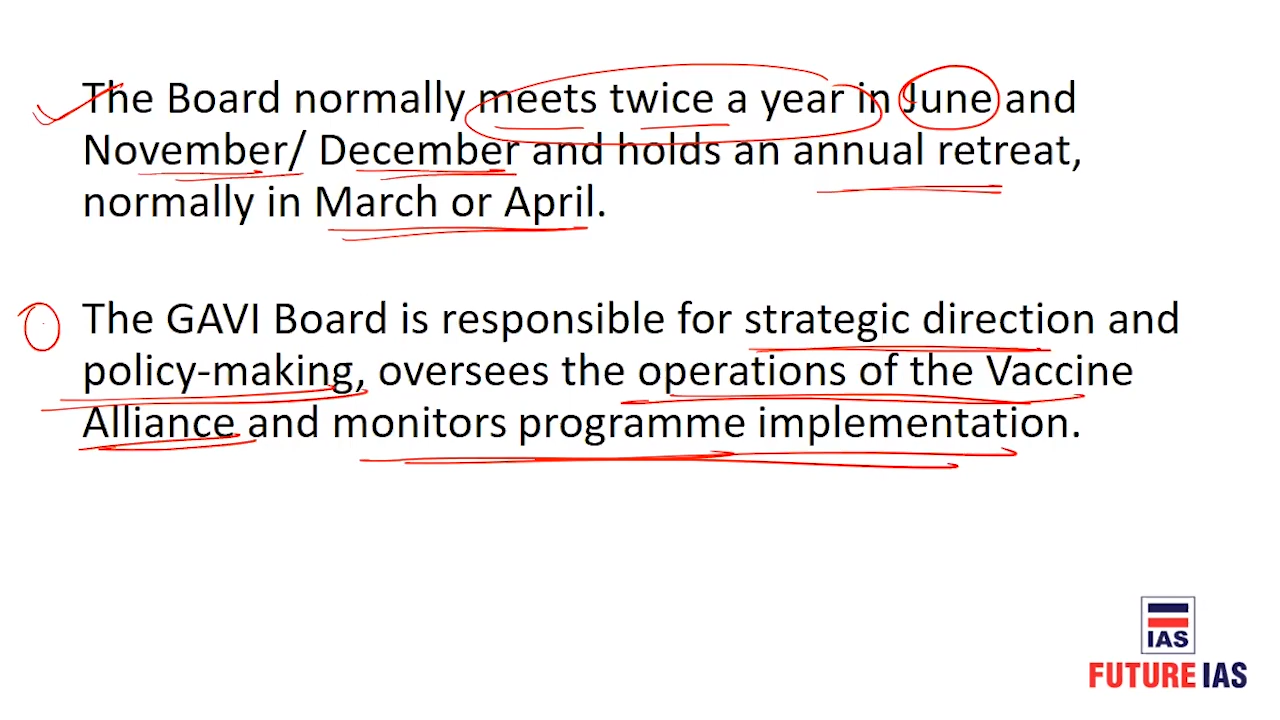 The Board normally meets twice a year in June and
November/ December and holds an annual retreat,
normally in March or April.
The GAVI Board is responsible for strategic direction and
policy-making, oversees the operations of the Vaccine
Alliance and monitors programme implementation.
IAS
FUTURE IAS